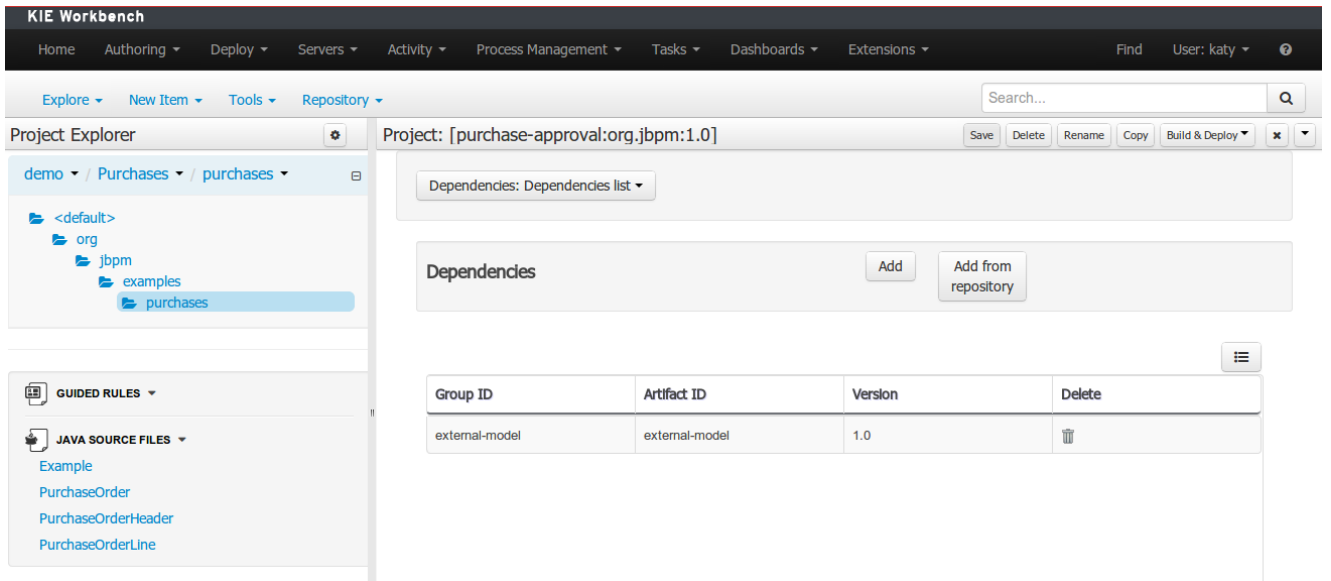 KIE Workbench
Home Authoring Deploy Servers Activity Process Management Tasks Dashboards Extensions Find User: katy
Explore New Item Tools Repository Search...
Project Explorer
Project: [purchase-approval:org.jbpm:1.0] Save Delete Rename Copy Build & Deploy
demo / Purchases / purchases
<default>
org
jbpm
examples
purchases
GUIDED RULES
JAVA SOURCE FILES
Example
PurchaseOrder
PurchaseOrderHeader
PurchaseOrderLine
Dependencies: Dependencies list
Dependencies Add Add from
repository
Group ID Artifact ID Version Delete
external-model external-model 1.0